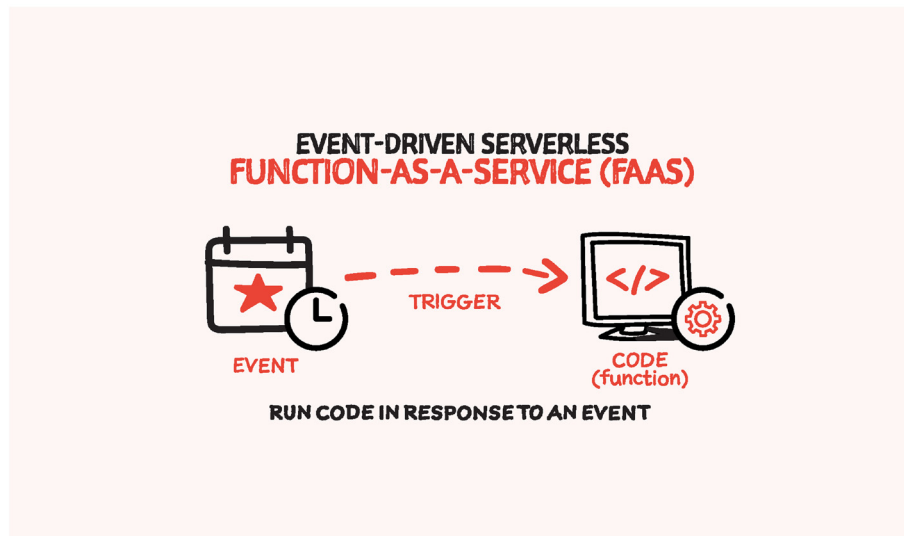 EVENT-DRIVEN SERVERLESS
FUNCTION-AS-A-SERVICE (FAAS)
</>
TRIGGER
EVENT
CODE
(function)
RUN CODE IN RESPONSE TO AN EVENT